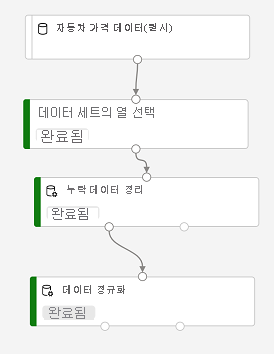 자동차 가격 데이터(원시)
데이터 세트의 열 선택
완료됨
누락 데이터 정리
완료됨
데이터 정규화
완료됨